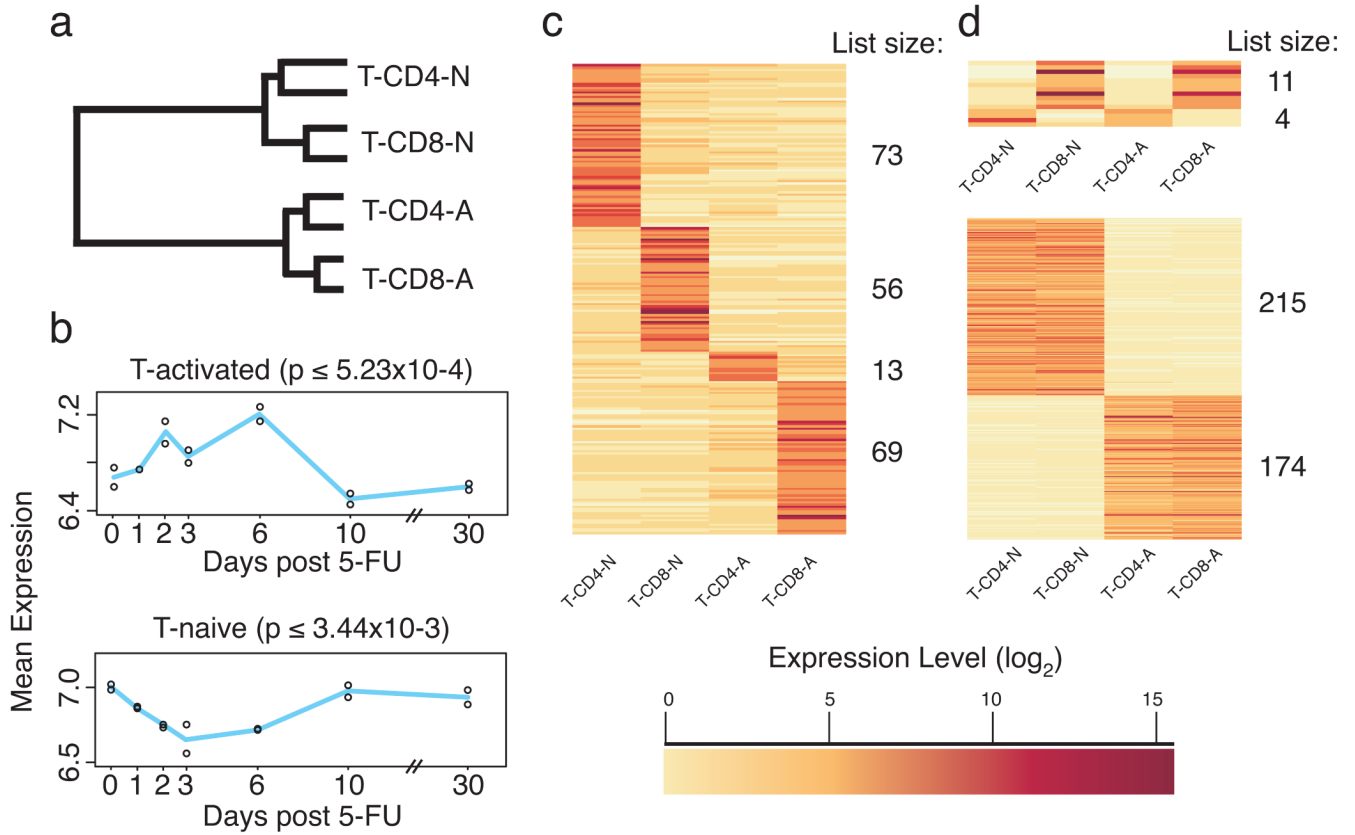 a
T-CD4-N
T-CD8-N
T-CD4-A
T-CD8-A
b
T-activated (p ≤ 5.23x10-4)
7.2
6.4
0 1 2 3 6 10 30
Days post 5-FU
Mean Expression
T-naive (p ≤ 3.44x10-3)
7.0
6.5
0 1 2 3 6 10 30
Days post 5-FU
c
List size:
73
56
13
69
T-CD4-N T-CD8-N T-CD4-A T-CD8-A
d
List size:
11
4
T-CD4-N T-CD8-N T-CD4-A T-CD8-A
215
174
T-CD4-N T-CD8-N T-CD4-A T-CD8-A
Expression Level (log2)
0 5 10 15